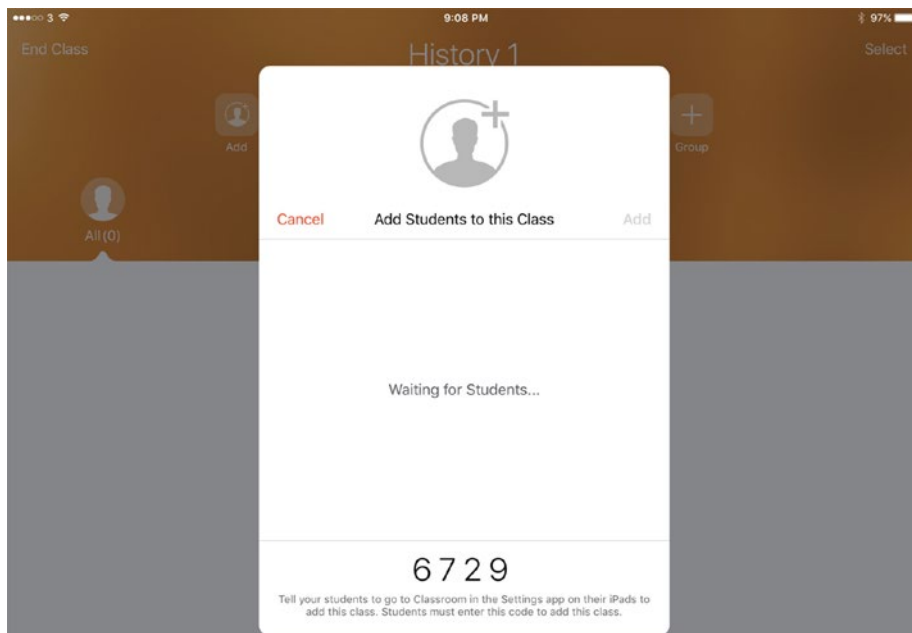 3 9:08 PM 97%
End Class History 1 Select
Add Group
All (0)
Cancel Add Students to this Class Add
Waiting for Students...
6729
Tell your students to go to Classroom in the Settings app on their iPads to
add this class. Students must enter this code to add this class.